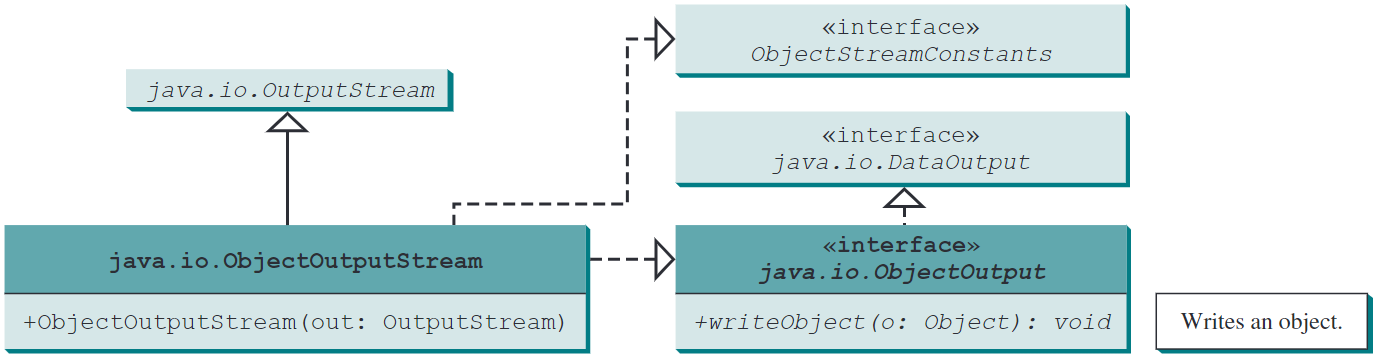 «interface»
ObjectStreamConstants
java.io.OutputStream
«interface»
java.io.DataOutput
java.io.ObjectOutputStream
+ObjectOutputStream(out: OutputStream)
«interface»
java.io.ObjectOutput
+writeObject(o: Object): void
Writes an object.